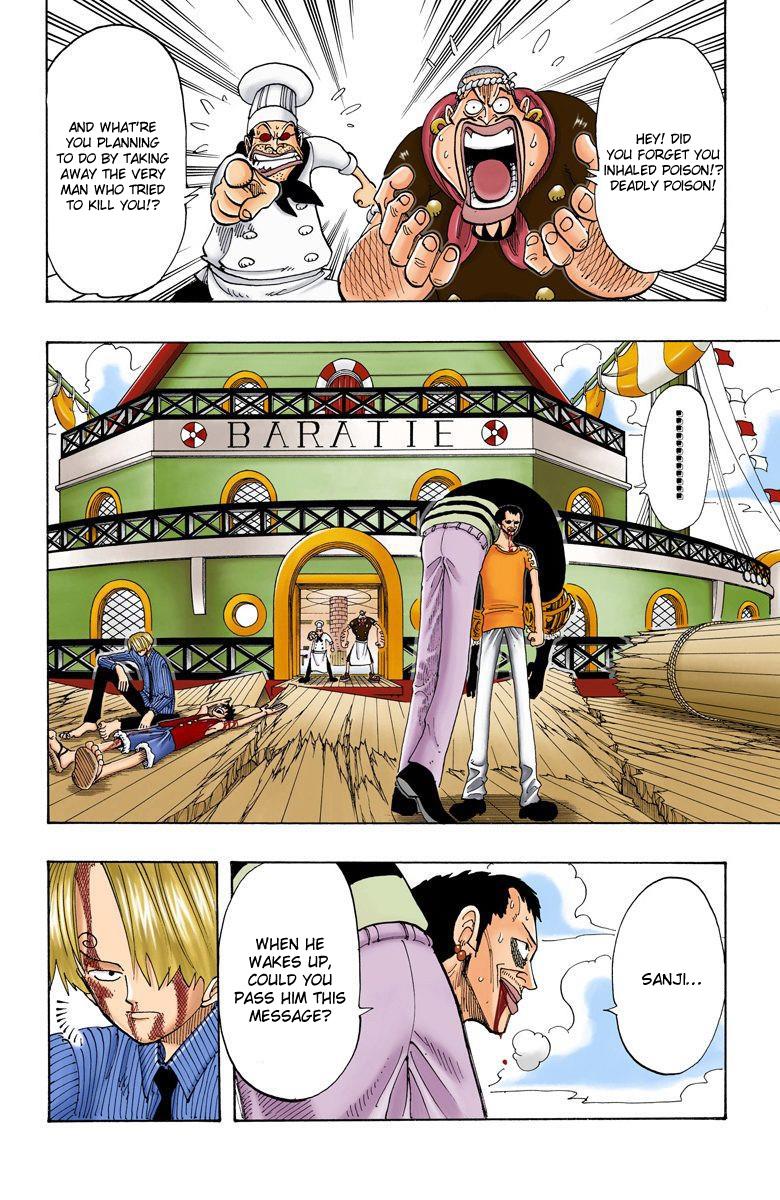 HEY! DID
YOU FORGET YOU
INHALED POISON!?
DEADLY POISON!
AND WHAT'RE
YOU PLANNING
TO DO BY TAKING
AWAY THE VERY
MAN WHO TRIED
TO KILL YOU!?
BARATIE
SANJI...
WHEN HE
WAKES UP,
COULD YOU
PASS HIM THIS
MESSAGE?